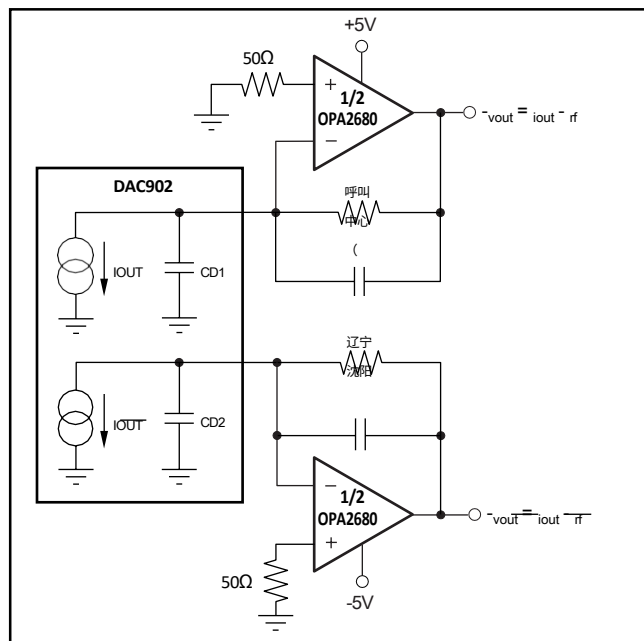 +5V
50Ω
+
1/2
OPA2680
−
-vout = iout - rf
DAC902
呼叫
中心
(
IOUT
CD1
辽宁
沈阳
IOUT
CD2
−
1/2
OPA2680
+
-vout = iout - rf
50Ω
-5V